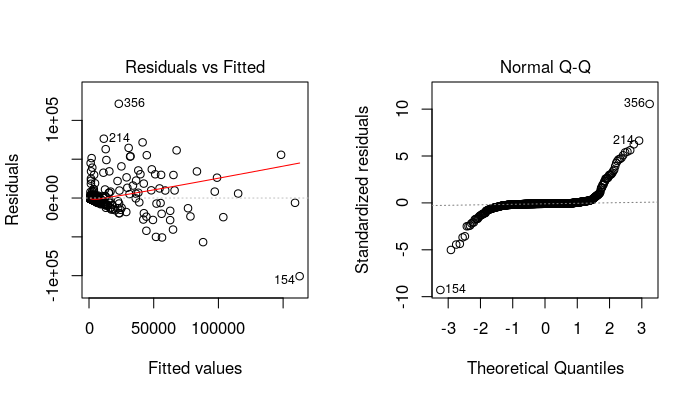 Residuals vs Fitted
Residuals
1e+05
0e+00
-1e+05
356
214
154
0 50000 100000
Fitted values
Normal Q-Q
Standardized residuals
10
5
0
-5
-10
356
214
154
-3 -2 -1 0 1 2 3
Theoretical Quantiles